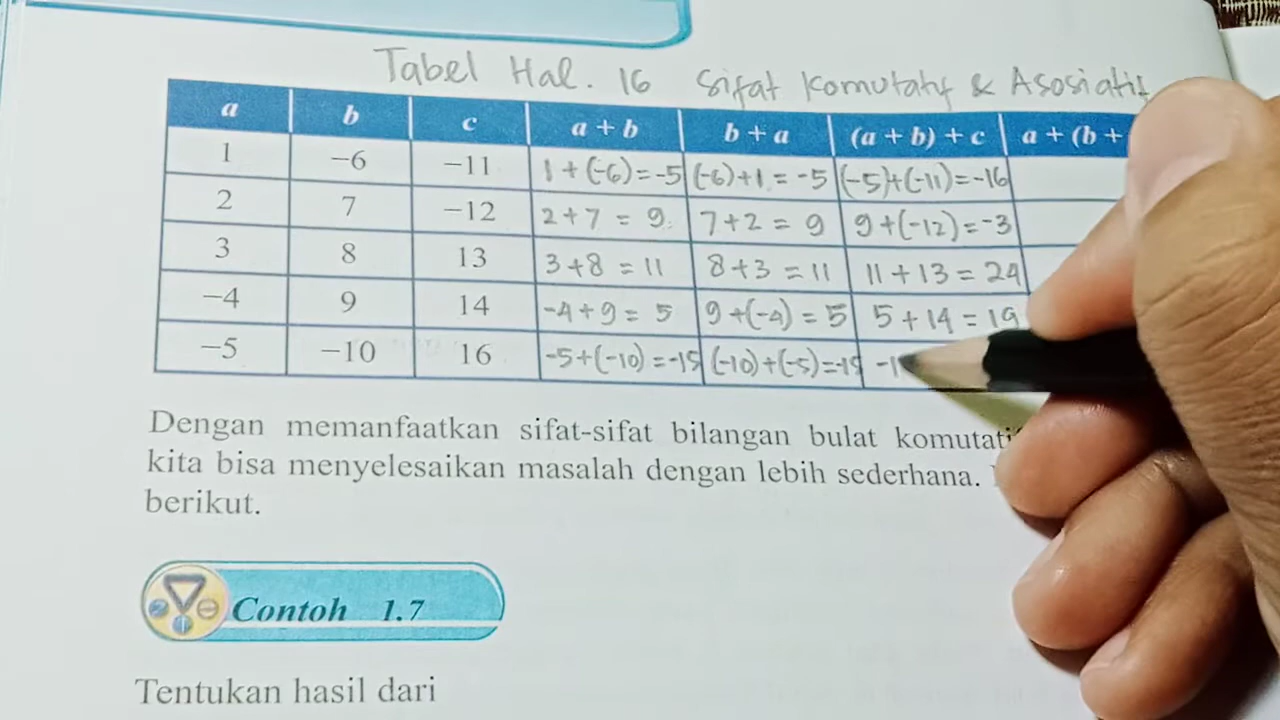 Tabel Hal. 16 Sifat Komutatif & Asosiatif
a b c a + b b + a (a + b) + c a + (b +
1 −6 −11 1 + (-6) = -5 (-6) + 1 = -5 (-5) + (-11) = -16
2 7 −12 2 + 7 = 9 7 + 2 = 9 9 + (-12) = -3
3 8 13 3 + 8 = 11 8 + 3 = 11 11 + 13 = 24
−4 9 14 -4 + 9 = 5 9 + (-4) = 5 5 + 14 = 19
−5 −10 16 -5 + (-10) = -15 (-10) + (-5) = -15
Dengan memanfaatkan sifat-sifat bilangan bulat
kita bisa menyelesaikan masalah dengan lebih sederhana.
berikut.
Contoh 1.7
Tentukan hasil dari